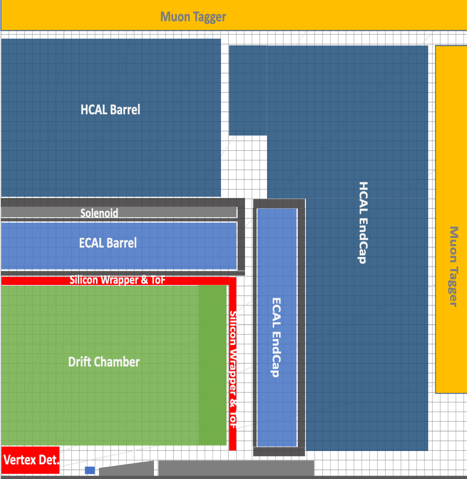 Muon Tagger
HCAL Barrel
HCAL EndCap
Muon Tagger
Solenoid
ECAL Barrel
Silicon Wrapper & ToF
Silicon Wrapper & ToF
ECAL EndCap
Drift Chamber
Vertex Det.